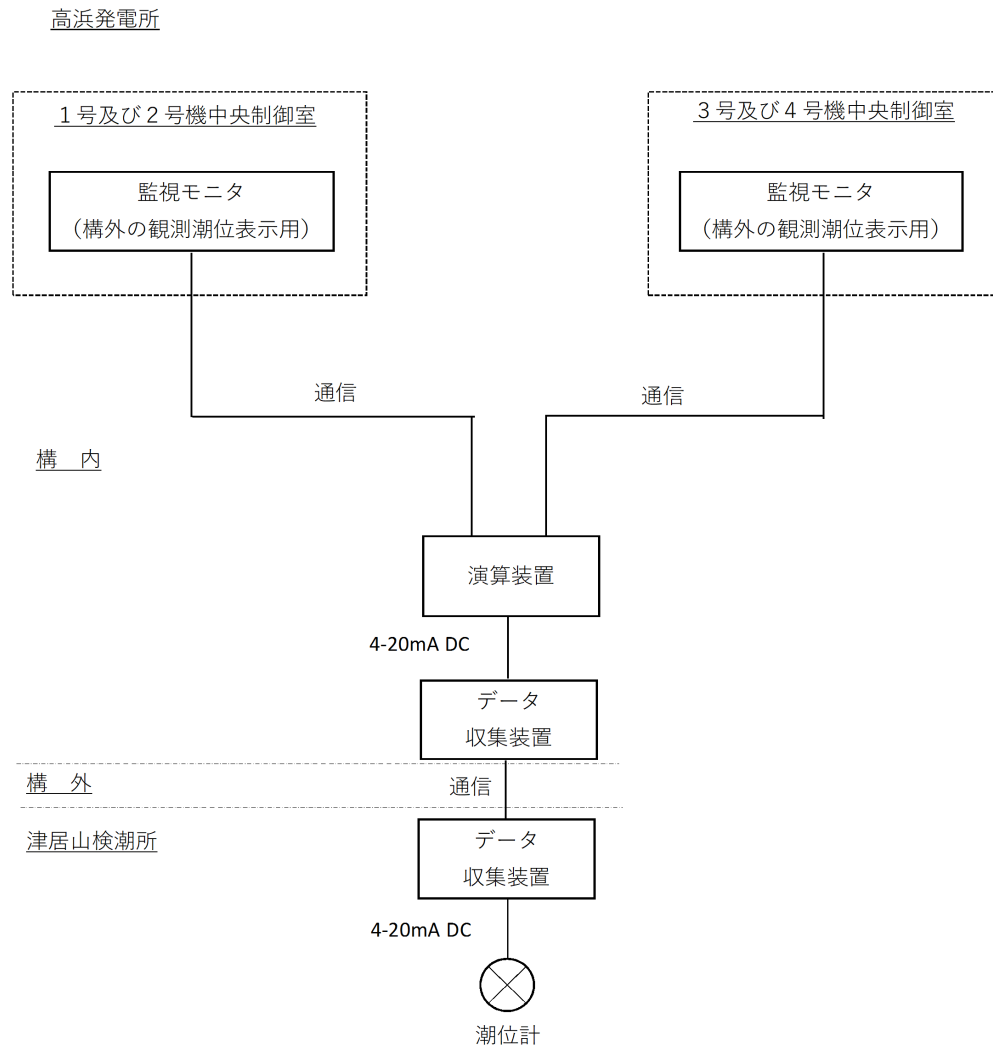 高浜発電所
１号及び２号機中央制御室
３号及び４号機中央制御室
監視モニタ
（構外の観測潮位表示用）
監視モニタ
（構外の観測潮位表示用）
通信
通信
構　内
演算装置
4-20mA DC
データ
収集装置
構　外
通信
津居山検潮所
データ
収集装置
4-20mA DC
潮位計